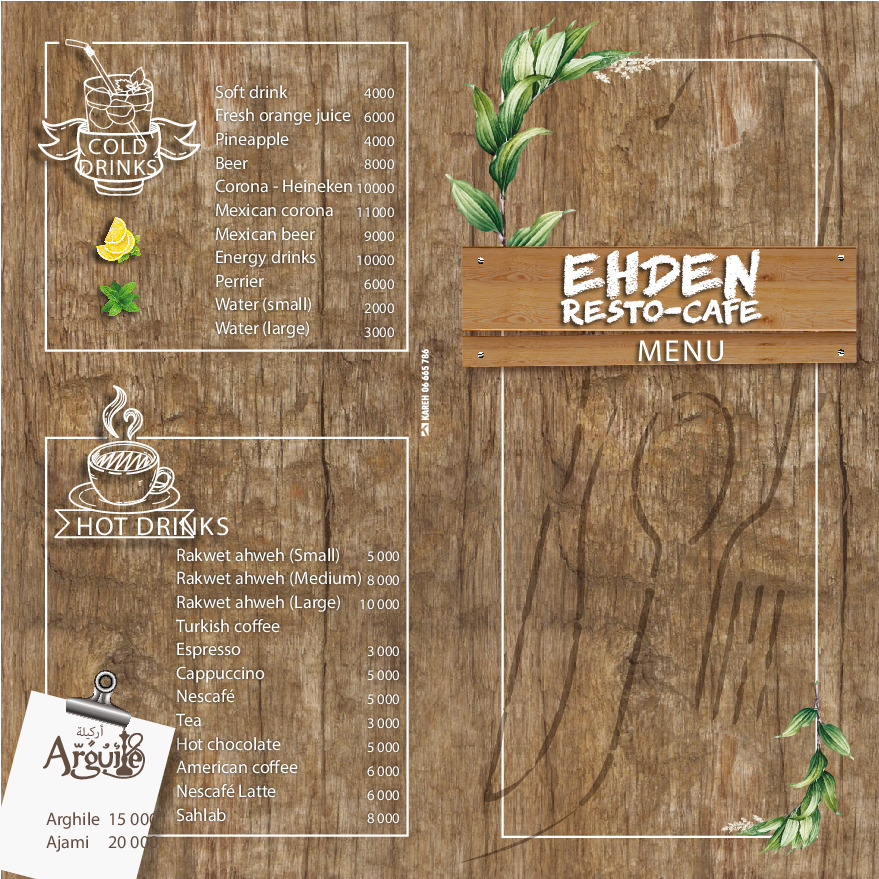 COLD
DRINKS
Soft drink 4000
Fresh orange juice 6000
Pineapple 4000
Beer 8000
Corona - Heineken 10000
Mexican corona 11000
Mexican beer 9000
Energy drinks 10000
Perrier 6000
Water (small) 2000
Water (large) 3000
HOT DRINKS
Rakwet ahweh (Small) 5 000
Rakwet ahweh (Medium) 8 000
Rakwet ahweh (Large) 10 000
Turkish coffee
Espresso 3 000
Cappuccino 5 000
Nescafé 5 000
Tea 3 000
Hot chocolate 5 000
American coffee 6 000
Nescafé Latte 6 000
Sahlab 8 000
أركيلة
Arguile
Arghile 15 000
Ajami 20 000
KAREH 06 665 786
EHDEN
RESTO-CAFE
MENU